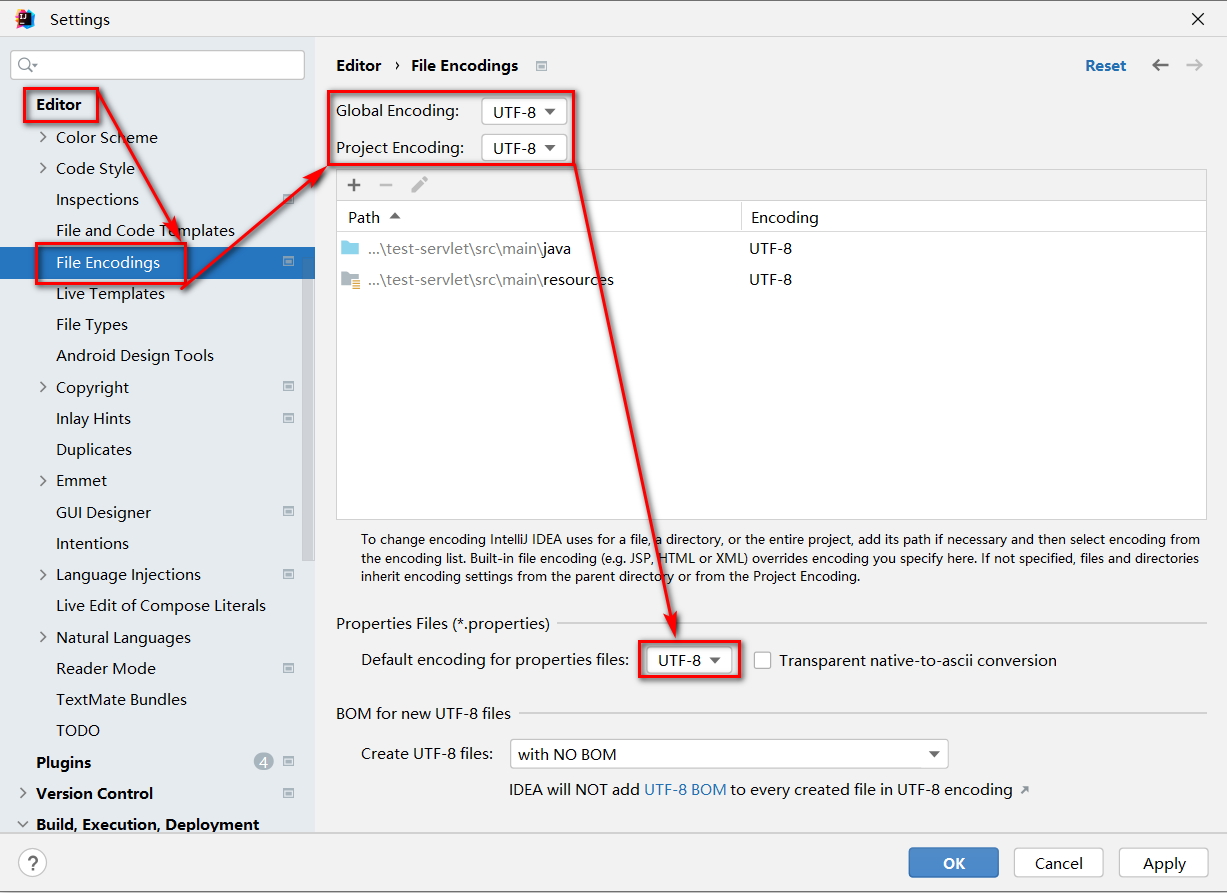 Settings
Editor
Color Scheme
Code Style
Inspections
File and Code Templates
File Encodings
Live Templates
File Types
Android Design Tools
Copyright
Inlay Hints
Duplicates
Emmet
GUI Designer
Intentions
Language Injections
Live Edit of Compose Literals
Natural Languages
Reader Mode
TextMate Bundles
TODO
Plugins 4
Version Control
Build, Execution, Deployment
Editor › File Encodings
Reset
Global Encoding: UTF-8
Project Encoding: UTF-8
Path Encoding
...\test-servlet\src\main\java UTF-8
...\test-servlet\src\main\resources UTF-8
To change encoding IntelliJ IDEA uses for a file, a directory, or the entire project, add its path if necessary and then select encoding from
the encoding list. Built-in file encoding (e.g. JSP, HTML or XML) overrides encoding you specify here. If not specified, files and directories
inherit encoding settings from the parent directory or from the Project Encoding.
Properties Files (*.properties)
Default encoding for properties files: UTF-8 Transparent native-to-ascii conversion
BOM for new UTF-8 files
Create UTF-8 files: with NO BOM
IDEA will NOT add UTF-8 BOM to every created file in UTF-8 encoding
? OK Cancel Apply